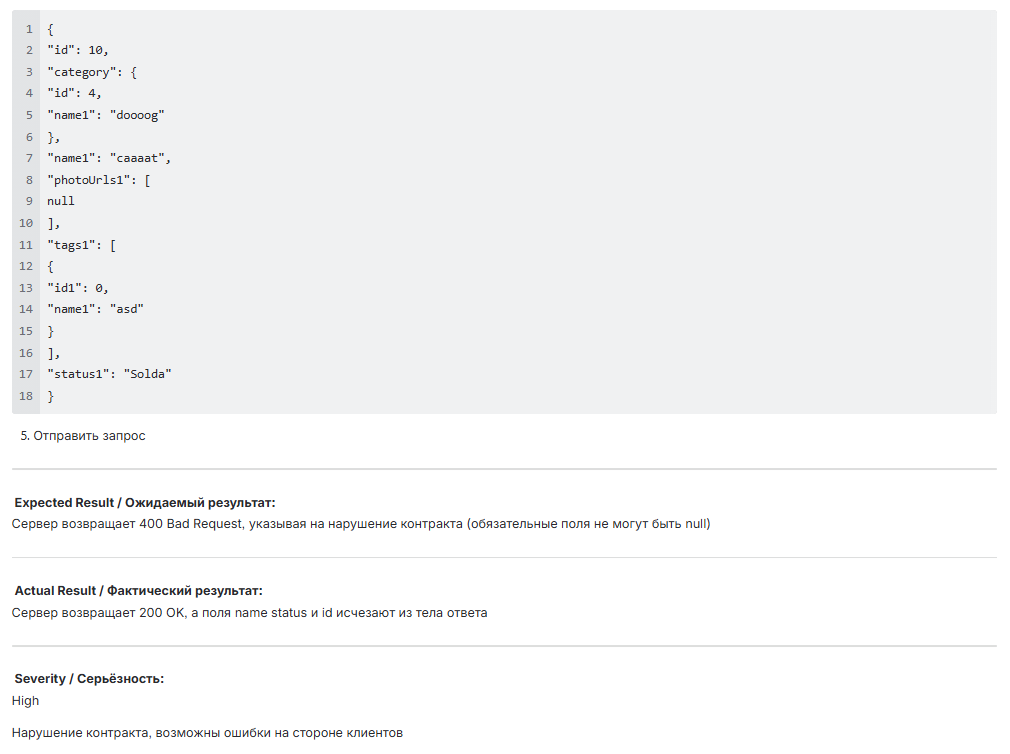 1 {
2 "id": 10,
3 "category": {
4 "id": 4,
5 "name1": "doooog"
6 },
7 "name1": "caaaat",
8 "photoUrls1": [
9 null
10 ],
11 "tags1": [
12 {
13 "id1": 0,
14 "name1": "asd"
15 }
16 ],
17 "status1": "Solda"
18 }
5. Отправить запрос
Expected Result / Ожидаемый результат:
Сервер возвращает 400 Bad Request, указывая на нарушение контракта (обязательные поля не могут быть null)
Actual Result / Фактический результат:
Сервер возвращает 200 OK, а поля name status и id исчезают из тела ответа
Severity / Серьёзность:
High
Нарушение контракта, возможны ошибки на стороне клиентов